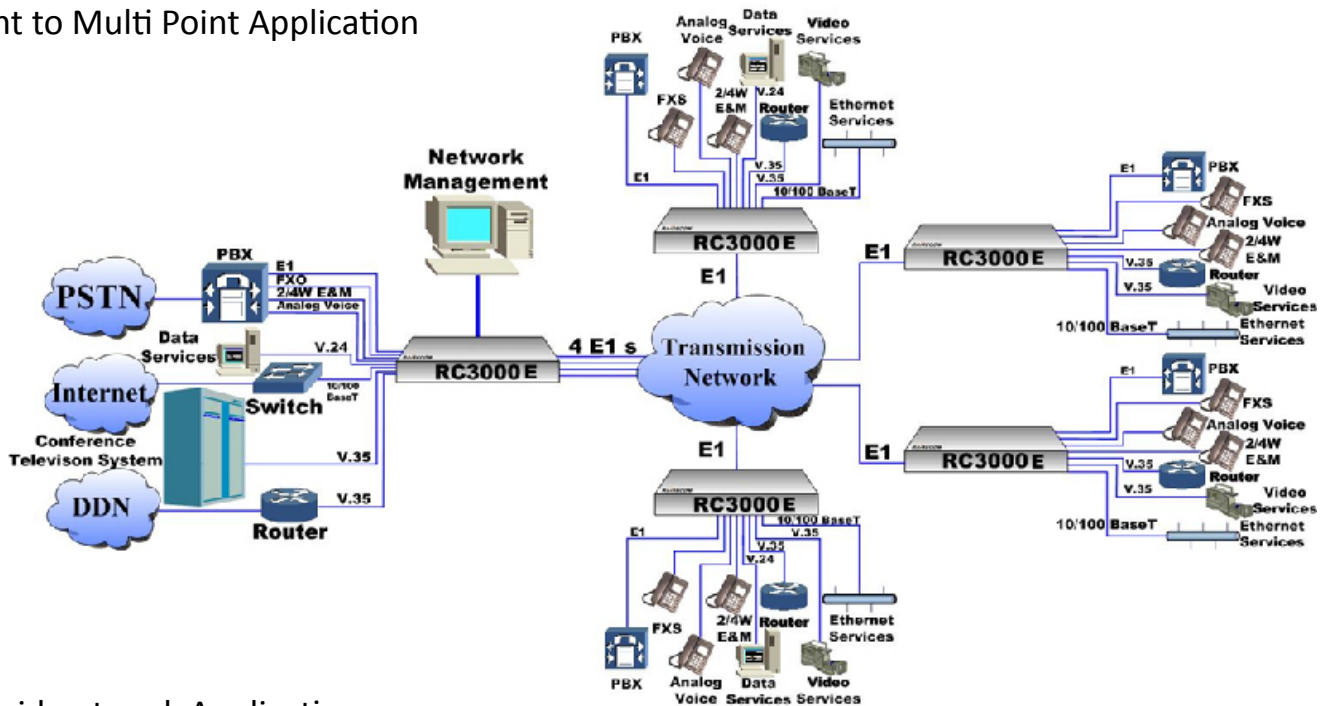 nt to Multi Point Application
PBX
Analog
Voice
Data
Services
Video
Services
FXS
2/4W
E&M
V.24
Router
Ethernet
Services
E1
V.35
V.35
10/100 BaseT
RC3000E
E1
Network
Management
PSTN
PBX
E1
FXO
2/4W E&M
Analog Voice
Data
Services
V.24
Internet
Switch
10/100
BaseT
Conference
Televison System
V.35
DDN
Router
V.35
RC3000E
4 E1 s
Transmission
Network
E1
RC3000E
E1
PBX
FXS
Analog Voice
2/4W
E&M
V.35
Router
V.35
Video
Services
10/100 BaseT
Ethernet
Services
E1
RC3000E
E1
PBX
FXS
Analog Voice
2/4W
E&M
V.35
Router
V.35
Video
Services
10/100 BaseT
Ethernet
Services
E1
RC3000E
E1
10/100 BaseT
V.35
V.35
V.24
FXS
2/4W
E&M
Router
Ethernet
Services
PBX
Analog
Voice
Data
Services
Video
Services